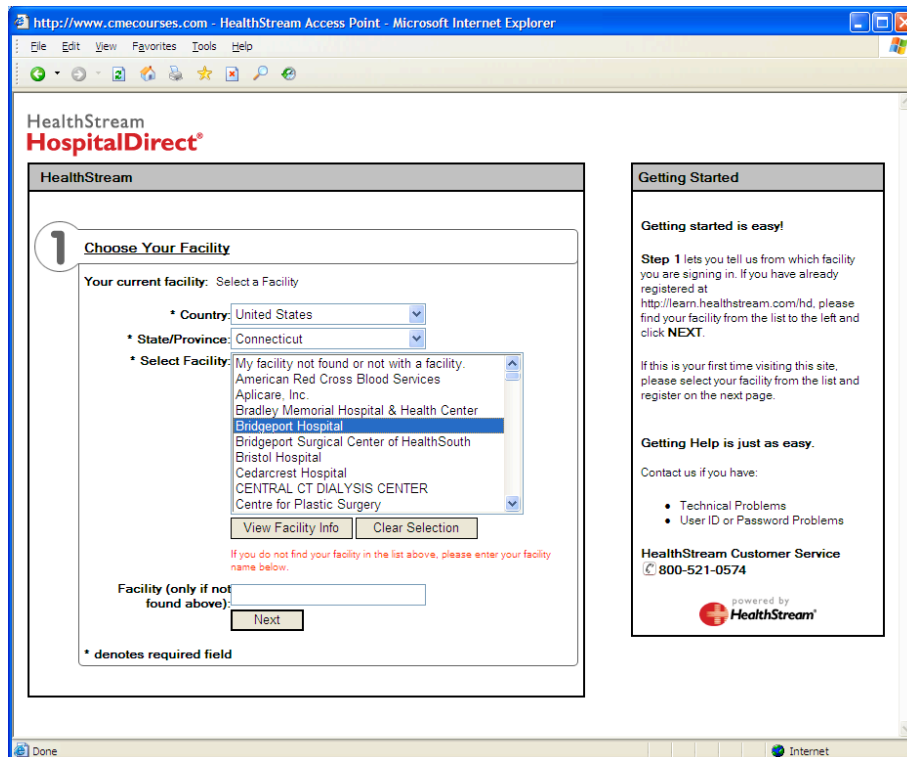 http://www.cmecourses.com - HealthStream Access Point - Microsoft Internet Explorer
File Edit View Favorites Tools Help
HealthStream
HospitalDirect®
HealthStream
1
Choose Your Facility
Your current facility: Select a Facility
* Country: United States
* State/Province: Connecticut
* Select Facility: My facility not found or not with a facility.
American Red Cross Blood Services
Aplicare, Inc.
Bradley Memorial Hospital & Health Center
Bridgeport Hospital
Bridgeport Surgical Center of HealthSouth
Bristol Hospital
Cedarcrest Hospital
CENTRAL CT DIALYSIS CENTER
Centre for Plastic Surgery
View Facility Info Clear Selection
If you do not find your facility in the list above, please enter your facility
name below.
Facility (only if not
found above):
Next
* denotes required field
Getting Started
Getting started is easy!
Step 1 lets you tell us from which facility
you are signing in. If you have already
registered at
http://learn.healthstream.com/hd, please
find your facility from the list to the left and
click NEXT.
If this is your first time visiting this site,
please select your facility from the list and
register on the next page.
Getting Help is just as easy.
Contact us if you have:
• Technical Problems
• User ID or Password Problems
HealthStream Customer Service
800-521-0574
powered by
HealthStream®
Done Internet